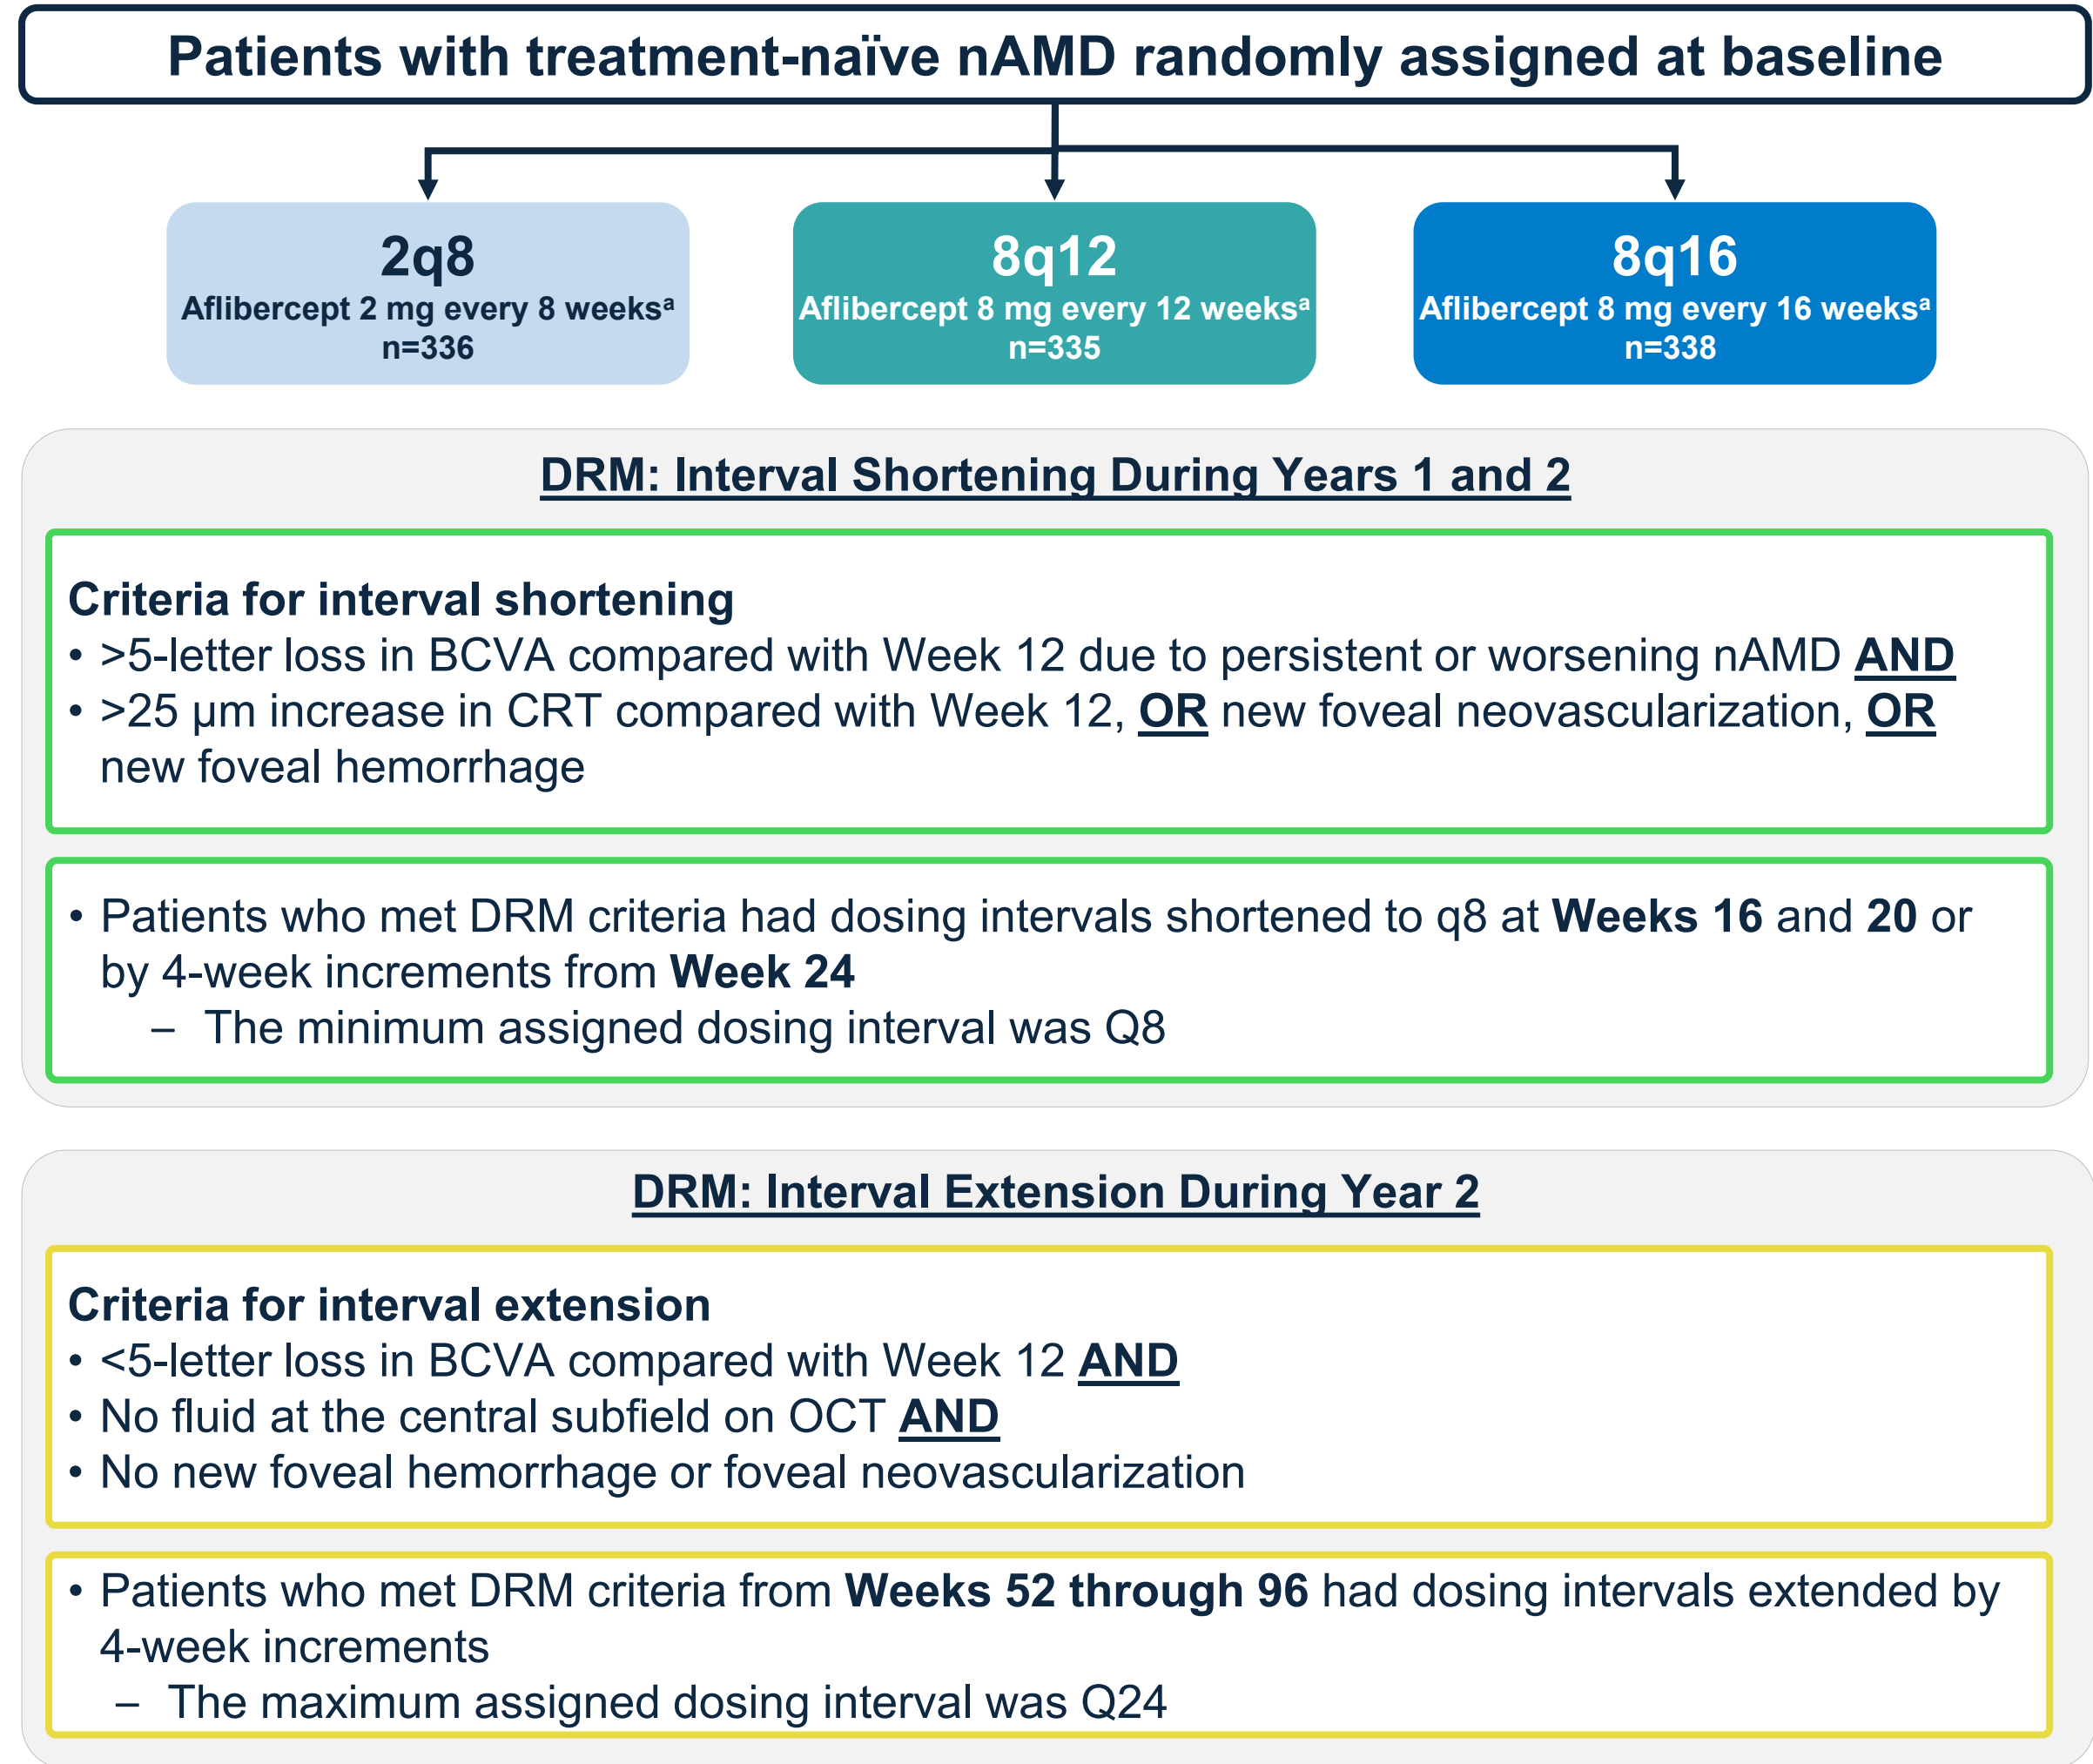 Patients with treatment-naïve nAMD randomly assigned at baseline
2q8
Aflibercept 2 mg every 8 weeksᵃ
n=336
8q12
Aflibercept 8 mg every 12 weeksᵃ
n=335
8q16
Aflibercept 8 mg every 16 weeksᵃ
n=338
DRM: Interval Shortening During Years 1 and 2
Criteria for interval shortening
• >5-letter loss in BCVA compared with Week 12 due to persistent or worsening nAMD AND
• >25 µm increase in CRT compared with Week 12, OR new foveal neovascularization, OR
new foveal hemorrhage
• Patients who met DRM criteria had dosing intervals shortened to q8 at Weeks 16 and 20 or
by 4-week increments from Week 24
– The minimum assigned dosing interval was Q8
DRM: Interval Extension During Year 2
Criteria for interval extension
• <5-letter loss in BCVA compared with Week 12 AND
• No fluid at the central subfield on OCT AND
• No new foveal hemorrhage or foveal neovascularization
• Patients who met DRM criteria from Weeks 52 through 96 had dosing intervals extended by
4-week increments
– The maximum assigned dosing interval was Q24